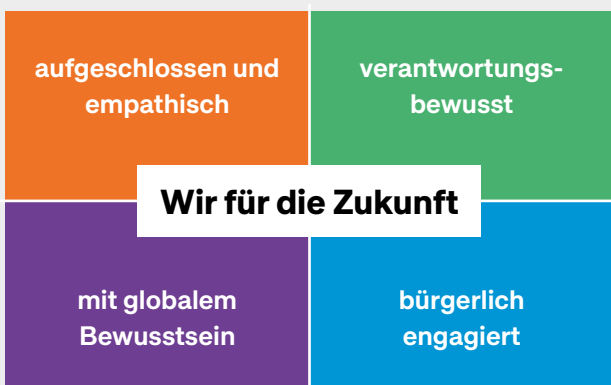 aufgeschlossen und
empathisch
verantwortungs-
bewusst
Wir für die Zukunft
mit globalem
Bewusstsein
bürgerlich
engagiert